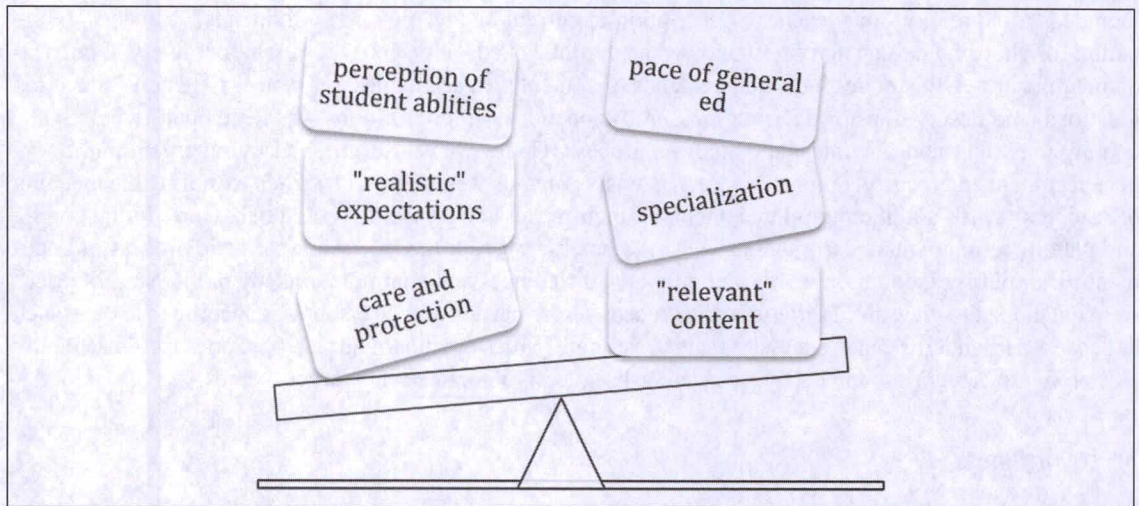 perception of
student ablities
"realistic"
expectations
care and
protection
pace of general
ed
specialization
"relevant"
content